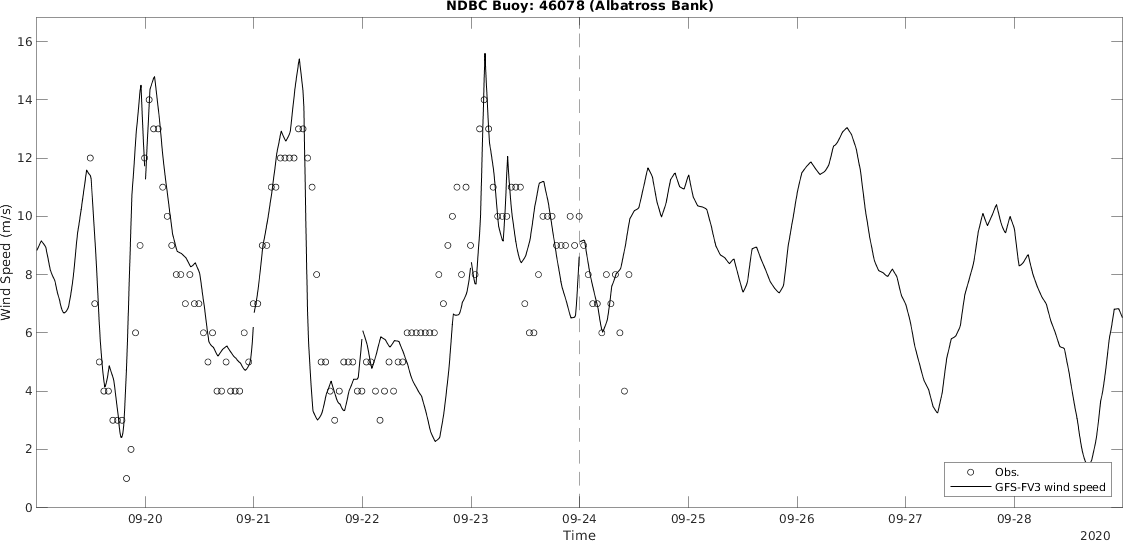 NDBC Buoy: 46078 (Albatross Bank)
Wind Speed (m/s)
16
14
12
10
8
6
4
2
0
Obs.
GFS-FV3 wind speed
09-20 09-21 09-22 09-23 09-24 09-25 09-26 09-27 09-28
Time
2020